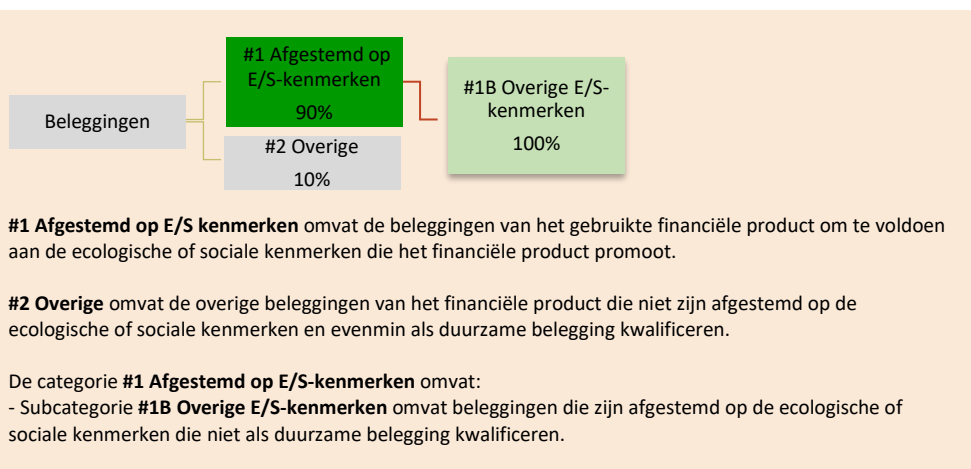 #1 Afgestemd op
E/S-kenmerken
90%
#1B Overige E/S-
kenmerken
100%
Beleggingen
#2 Overige
10%
#1 Afgestemd op E/S kenmerken omvat de beleggingen van het gebruikte financiële product om te voldoen
aan de ecologische of sociale kenmerken die het financiële product promoot.
#2 Overige omvat de overige beleggingen van het financiële product die niet zijn afgestemd op de
ecologische of sociale kenmerken en evenmin als duurzame belegging kwalificeren.
De categorie #1 Afgestemd op E/S-kenmerken omvat:
- Subcategorie #1B Overige E/S-kenmerken omvat beleggingen die zijn afgestemd op de ecologische of
sociale kenmerken die niet als duurzame belegging kwalificeren.